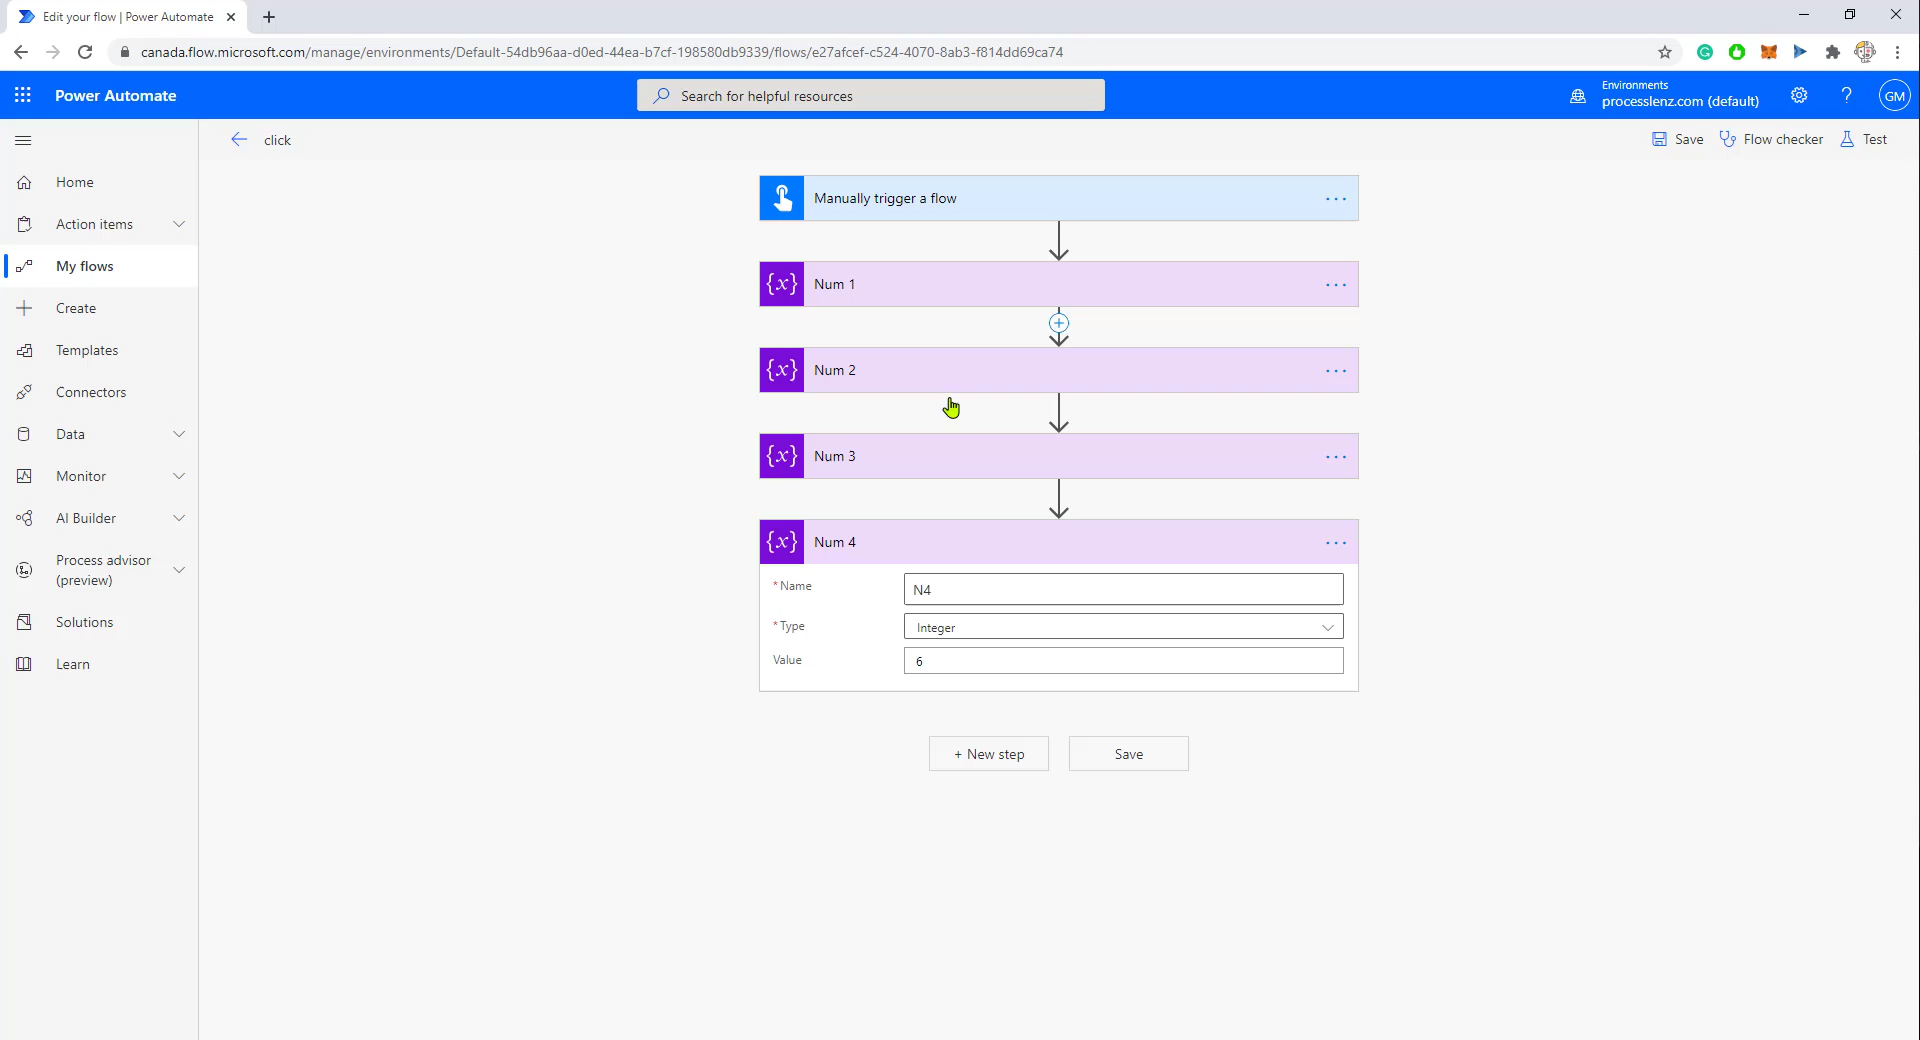 Edit your flow | Power Automate
canada.flow.microsoft.com/manage/environments/Default-54db96aa-d0ed-44ea-b7cf-198580db9339/flows/e27afcef-c524-4070-8ab3-f814dd69ca74
Power Automate
Search for helpful resources
Environments
processlenz.com (default)
?
GM
click
Save
Flow checker
Test
Home
Action items
My flows
Create
Templates
Connectors
Data
Monitor
AI Builder
Process advisor
(preview)
Solutions
Learn
Manually trigger a flow
...
{x} Num 1
...
{x} Num 2
...
{x} Num 3
...
{x} Num 4
...
* Name
N4
* Type
Integer
Value
6
+ New step
Save